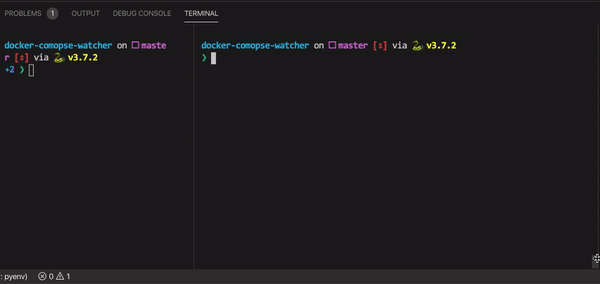 PROBLEMS 1 OUTPUT DEBUG CONSOLE TERMINAL
docker-comopse-watcher on maste
r [⇕] via 🐍 v3.7.2
+2 ❯
docker-comopse-watcher on master [⇕] via 🐍 v3.7.2
❯
: pyenv) 0 1